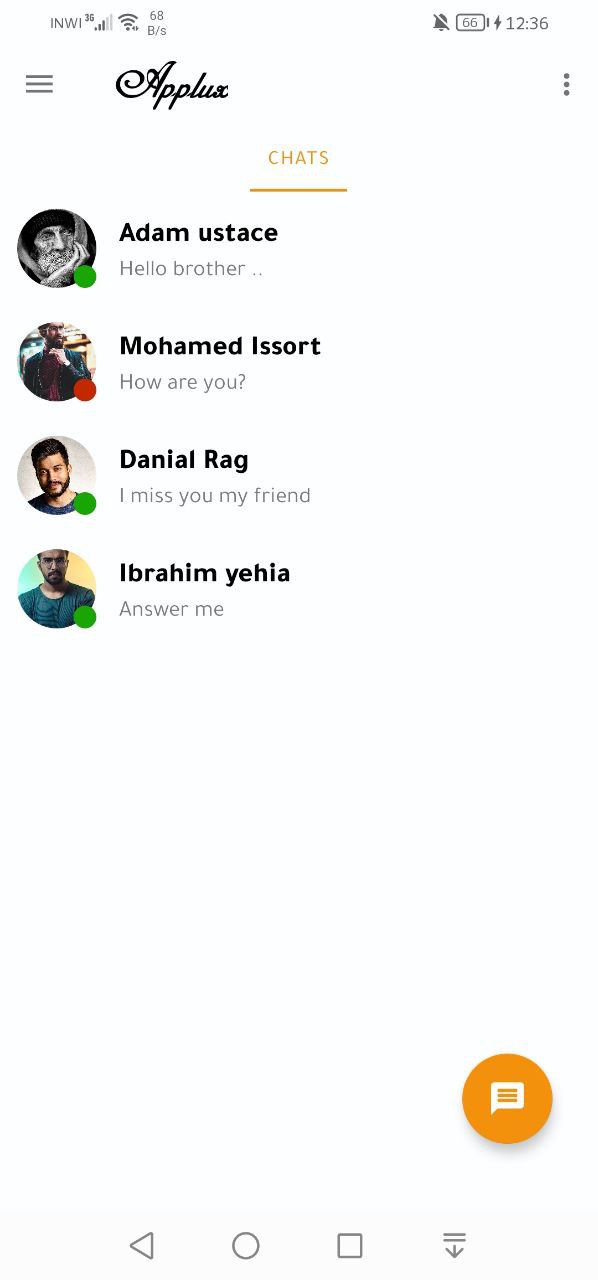 INWI 3G 68 B/s 66 12:36
Applux
CHATS
Adam ustace
Hello brother ..
Mohamed Issort
How are you?
Danial Rag
I miss you my friend
Ibrahim yehia
Answer me